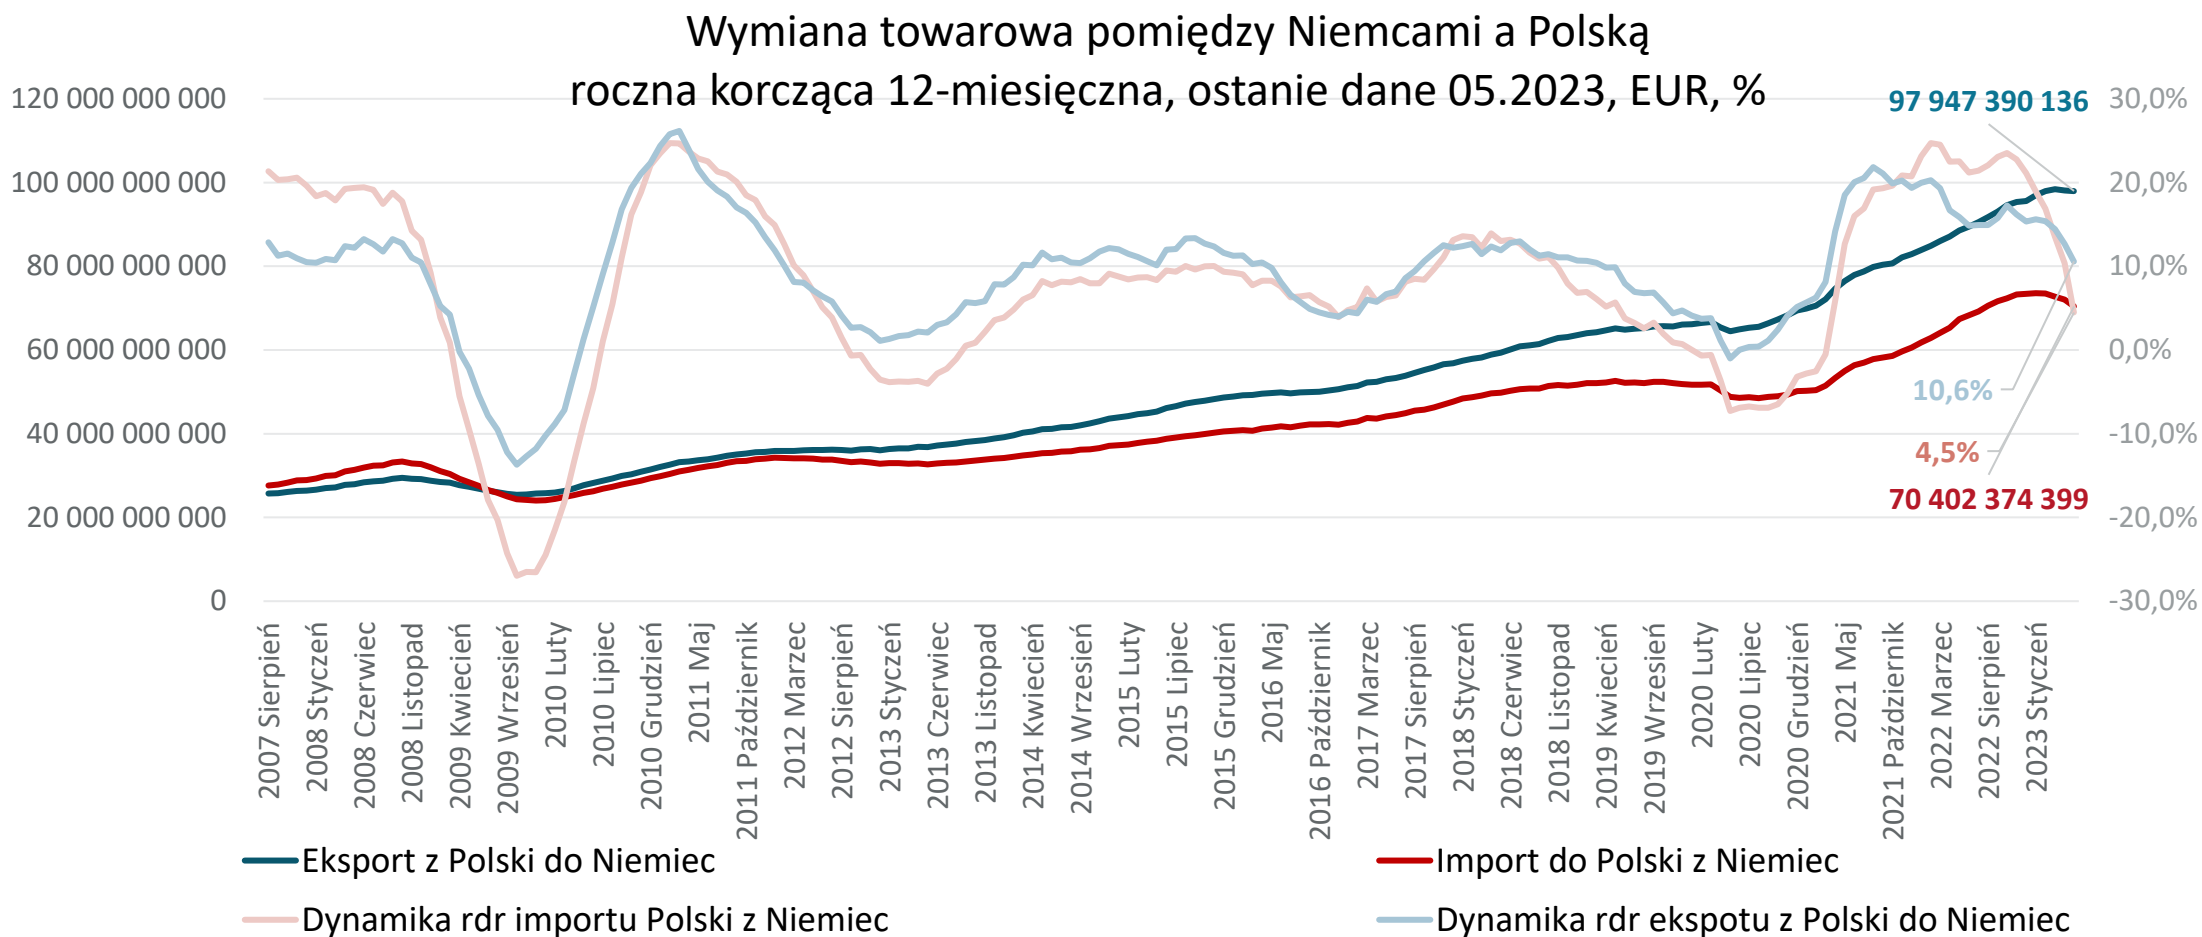 Wymiana towarowa pomiędzy Niemcami a Polską
roczna korcząca 12-miesięczna, ostanie dane 05.2023, EUR, %
120 000 000 000
100 000 000 000
80 000 000 000
60 000 000 000
40 000 000 000
20 000 000 000
0
97 947 390 136
10,6%
4,5%
70 402 374 399
30,0%
20,0%
10,0%
0,0%
-10,0%
-20,0%
-30,0%
2007 Sierpień
2008 Styczeń
2008 Czerwiec
2008 Listopad
2009 Kwiecień
2009 Wrzesień
2010 Luty
2010 Lipiec
2010 Grudzień
2011 Maj
2011 Październik
2012 Marzec
2012 Sierpień
2013 Styczeń
2013 Czerwiec
2013 Listopad
2014 Kwiecień
2014 Wrzesień
2015 Luty
2015 Lipiec
2015 Grudzień
2016 Maj
2016 Październik
2017 Marzec
2017 Sierpień
2018 Styczeń
2018 Czerwiec
2018 Listopad
2019 Kwiecień
2019 Wrzesień
2020 Luty
2020 Lipiec
2020 Grudzień
2021 Maj
2021 Październik
2022 Marzec
2022 Sierpień
2023 Styczeń
Eksport z Polski do Niemiec
Import do Polski z Niemiec
Dynamika rdr importu Polski z Niemiec
Dynamika rdr ekspotu z Polski do Niemiec